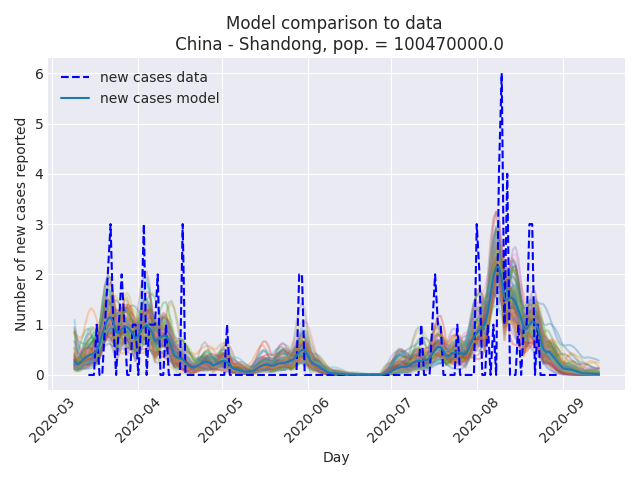 Model comparison to data
China - Shandong, pop. = 100470000.0
new cases data
new cases model
Number of new cases reported
6
5
4
3
2
1
0
2020-03
2020-04
2020-05
2020-06
2020-07
2020-08
2020-09
Day